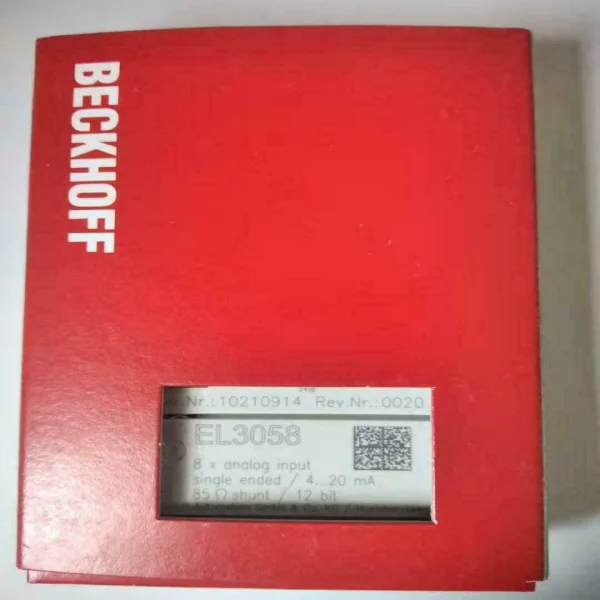 BECKHOFF
.Nr.:10210914 Rev.Nr.:0020
EL3058
8 x analog input
single ended / 4...20 mA
85 Ω shunt / 12 bit